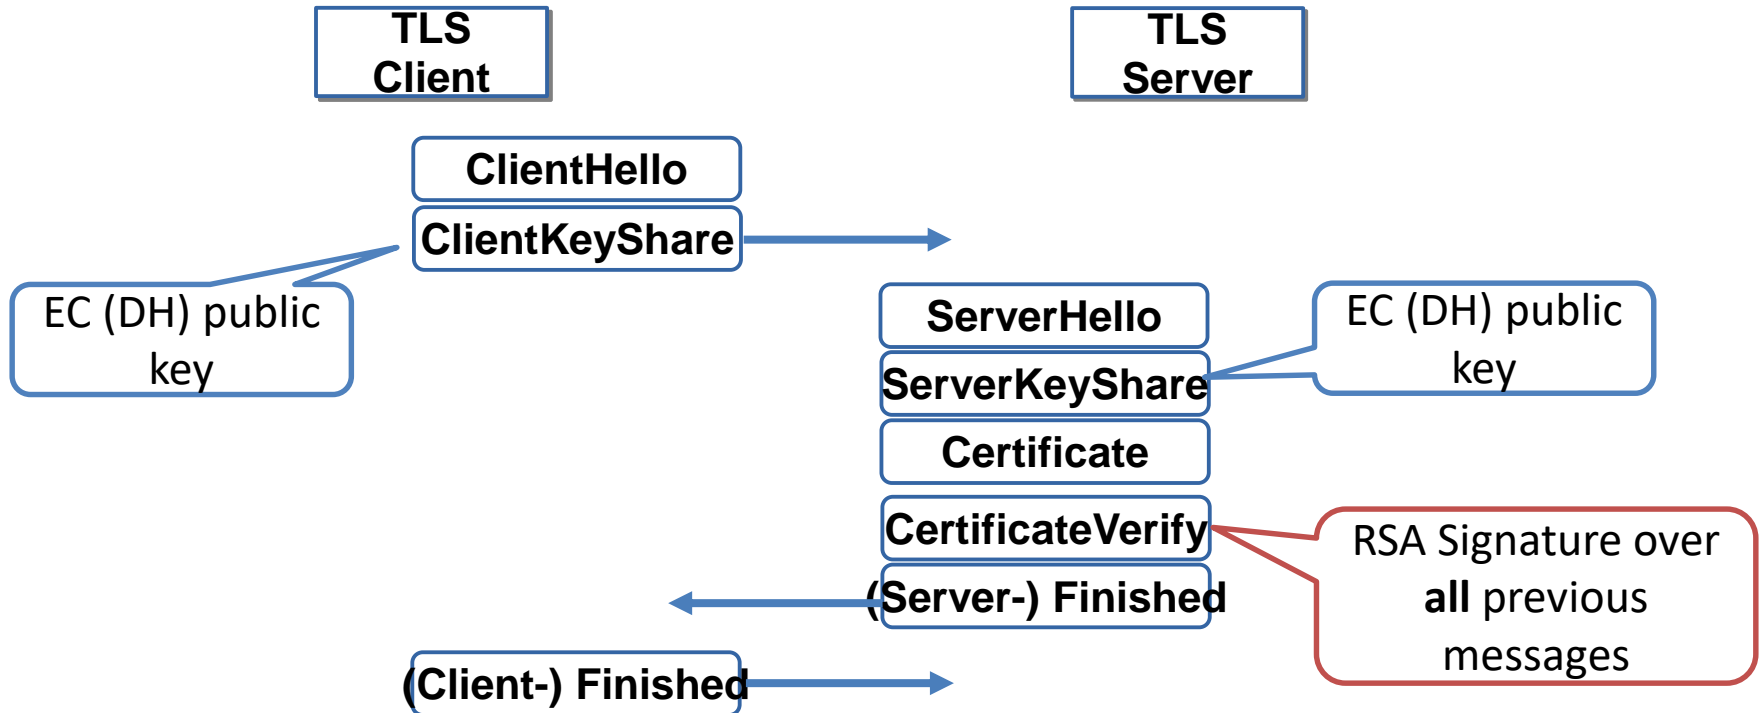 TLS
Client
TLS
Server
ClientHello
ClientKeyShare
EC (DH) public
key
ServerHello
ServerKeyShare
EC (DH) public
key
Certificate
CertificateVerify
RSA Signature over
all previous
messages
(Server-) Finished
(Client-) Finished